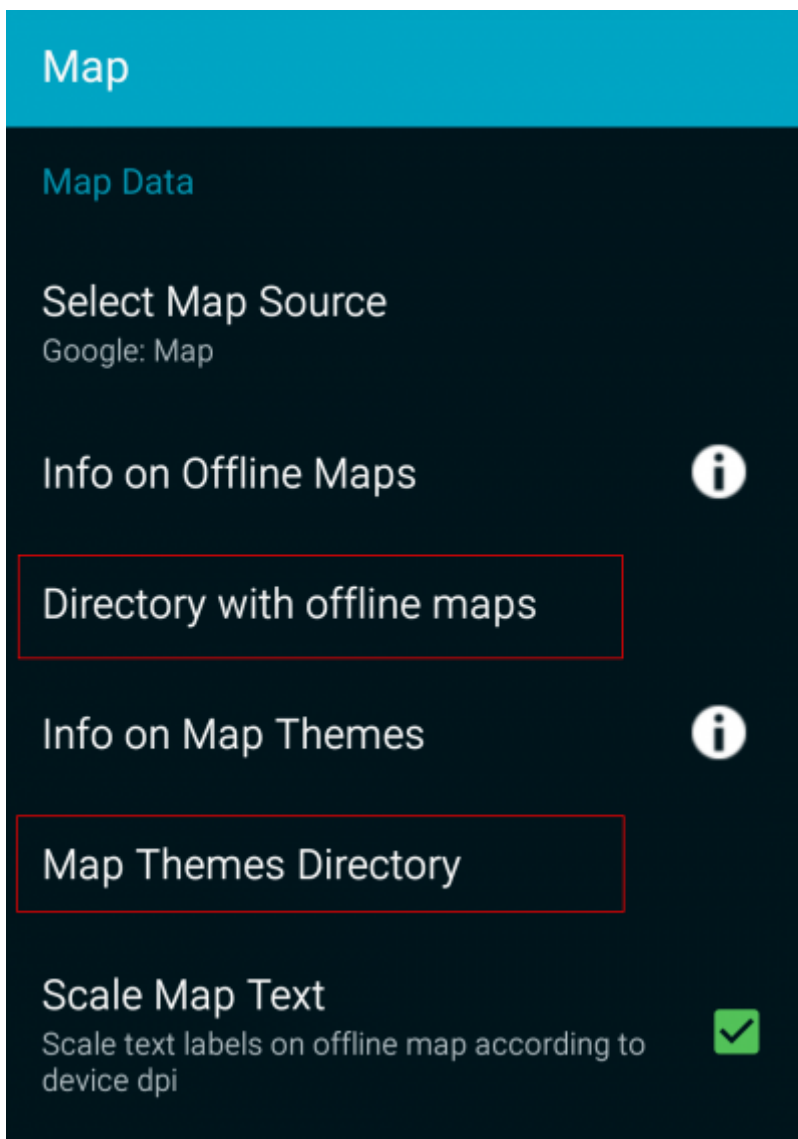 Map
Map Data
Select Map Source
Google: Map
Info on Offline Maps
Directory with offline maps
Info on Map Themes
Map Themes Directory
Scale Map Text
Scale text labels on offline map according to
device dpi